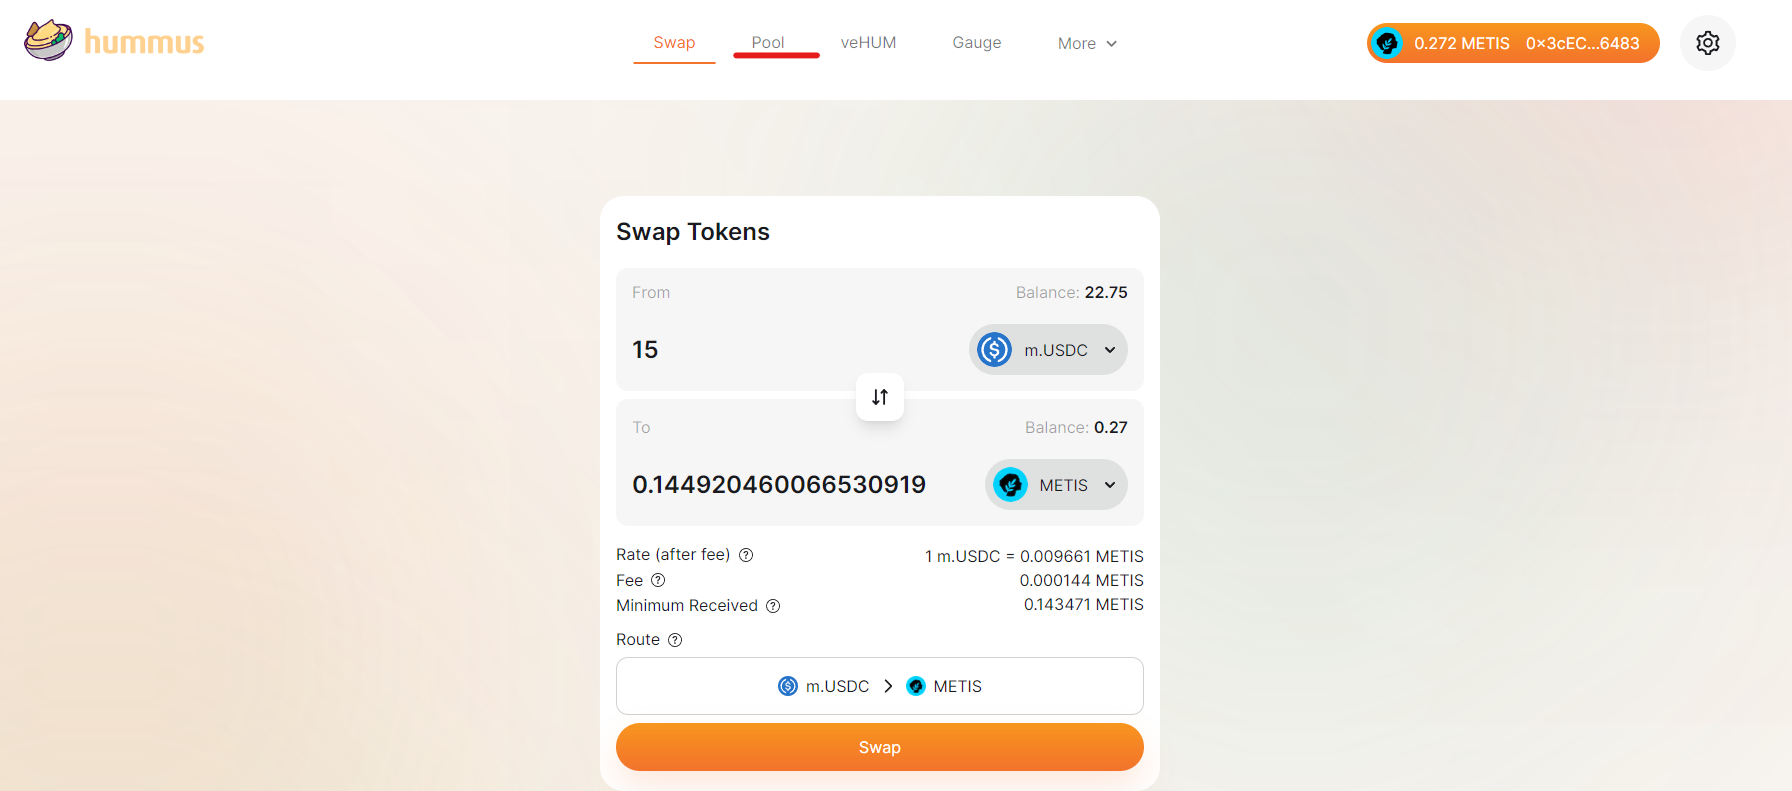 hummus
Swap Pool veHUM Gauge More
0.272 METIS 0x3cEC...6483
Swap Tokens
From Balance: 22.75
15 m.USDC
To Balance: 0.27
0.144920460066530919 METIS
Rate (after fee) 1 m.USDC = 0.009661 METIS
Fee 0.000144 METIS
Minimum Received 0.143471 METIS
Route
m.USDC > METIS
Swap